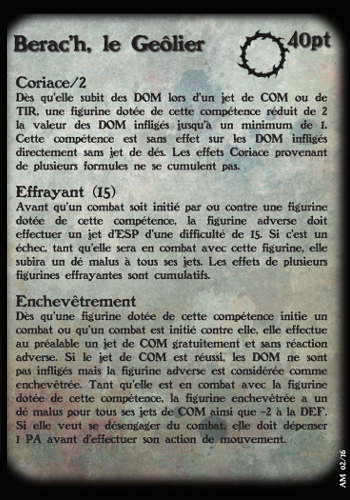 Berac'h, le Geôlier
40pt
Coriace/2
Dès qu'elle subit des DOM lors d'un jet de COM ou de
TIR, une figurine dotée de cette compétence réduit de 2
la valeur des DOM infligés jusqu'à un minimum de 1.
Cette compétence est sans effet sur les DOM infligés
directement sans jet de dés. Les effets Coriace provenant
de plusieurs formules ne se cumulent pas.
Effrayant (15)
Avant qu'un combat soit initié par ou contre une figurine
dotée de cette compétence, la figurine adverse doit
effectuer un jet d'ESP d'une difficulté de 15. Si c'est un
échec, tant qu'elle sera en combat avec cette figurine, elle
subira un dé malus à tous ses jets. Les effets de plusieurs
figurines effrayantes sont cumulatifs.
Enchevêtrement
Dès qu'une figurine dotée de cette compétence initie un
combat ou qu'un combat est initié contre elle, elle effectue
au préalable un jet de COM gratuitement et sans réaction
adverse. Si le jet de COM est réussi, les DOM ne sont
pas infligés mais la figurine adverse est considérée comme
enchevêtrée. Tant qu'elle est en combat avec la figurine
dotée de cette compétence, la figurine enchevêtrée a un
dé malus pour tous ses jets de COM ainsi que -2 à la DEF.
Si elle veut se désengager du combat, elle doit dépenser
1 PA avant d'effectuer son action de mouvement.
AM 02/16